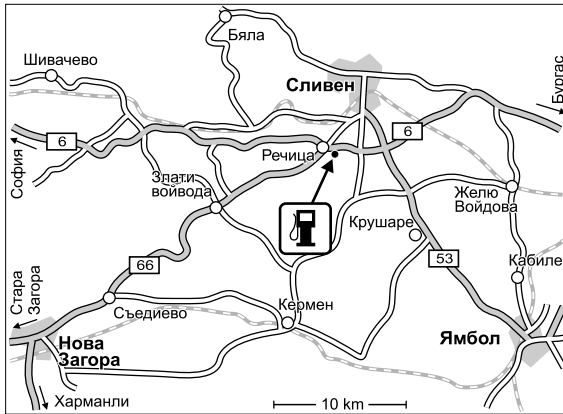 Бяла
Шивачево
Сливен
Бургас
6
6
София
Речица
Злати
войвода
Желю
Войдова
Крушаре
53
Кабиле
66
Стара
Загора
Съедиево
Кермен
Ямбол
Нова
Загора
Харманли
10 km